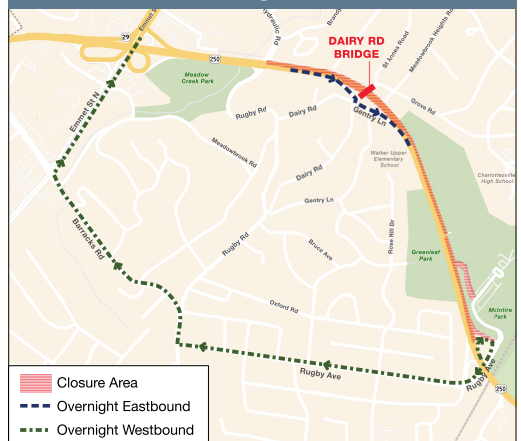 Emmet St
29
Hydraulic Rd
Brandy
St Annes Road
Meadowbrook Heights Rd
DAIRY RD
BRIDGE
250
Meadow
Creek Park
Emmet St N
Rugby Rd
Dairy Rd
Gentry Ln
Grove Rd
Meadowbrook Rd
Walker Upper
Elementary
School
Dairy Rd
Charlottesville
High School
Gentry Ln
Barracks Rd
Rugby Rd
Bruce Ave
Rose Hill Dr
Greenleaf
Park
Oxford Rd
McIntire
Park
Rugby Ave
Rugby Ave
250
Closure Area
Overnight Eastbound
Overnight Westbound